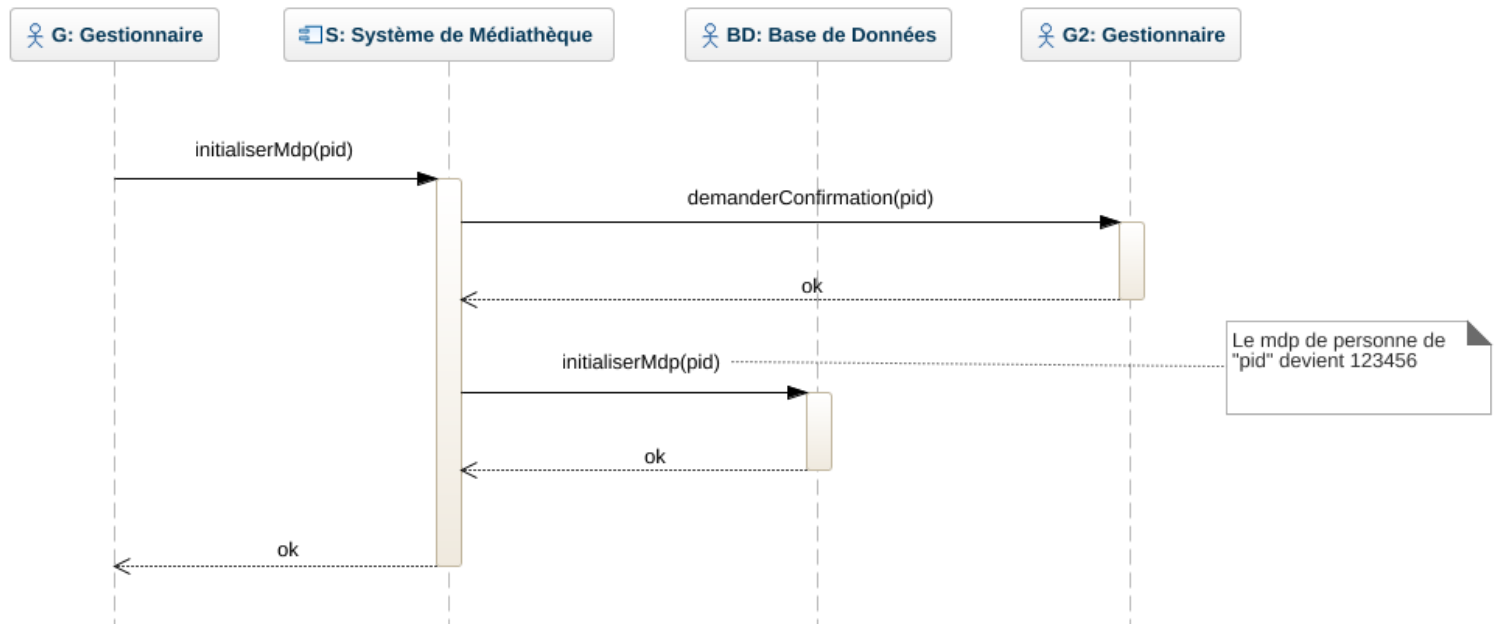 G: Gestionnaire
S: Système de Médiathèque
BD: Base de Données
G2: Gestionnaire
initialiserMdp(pid)
demanderConfirmation(pid)
ok
Le mdp de personne de
"pid" devient 123456
initialiserMdp(pid)
ok
ok